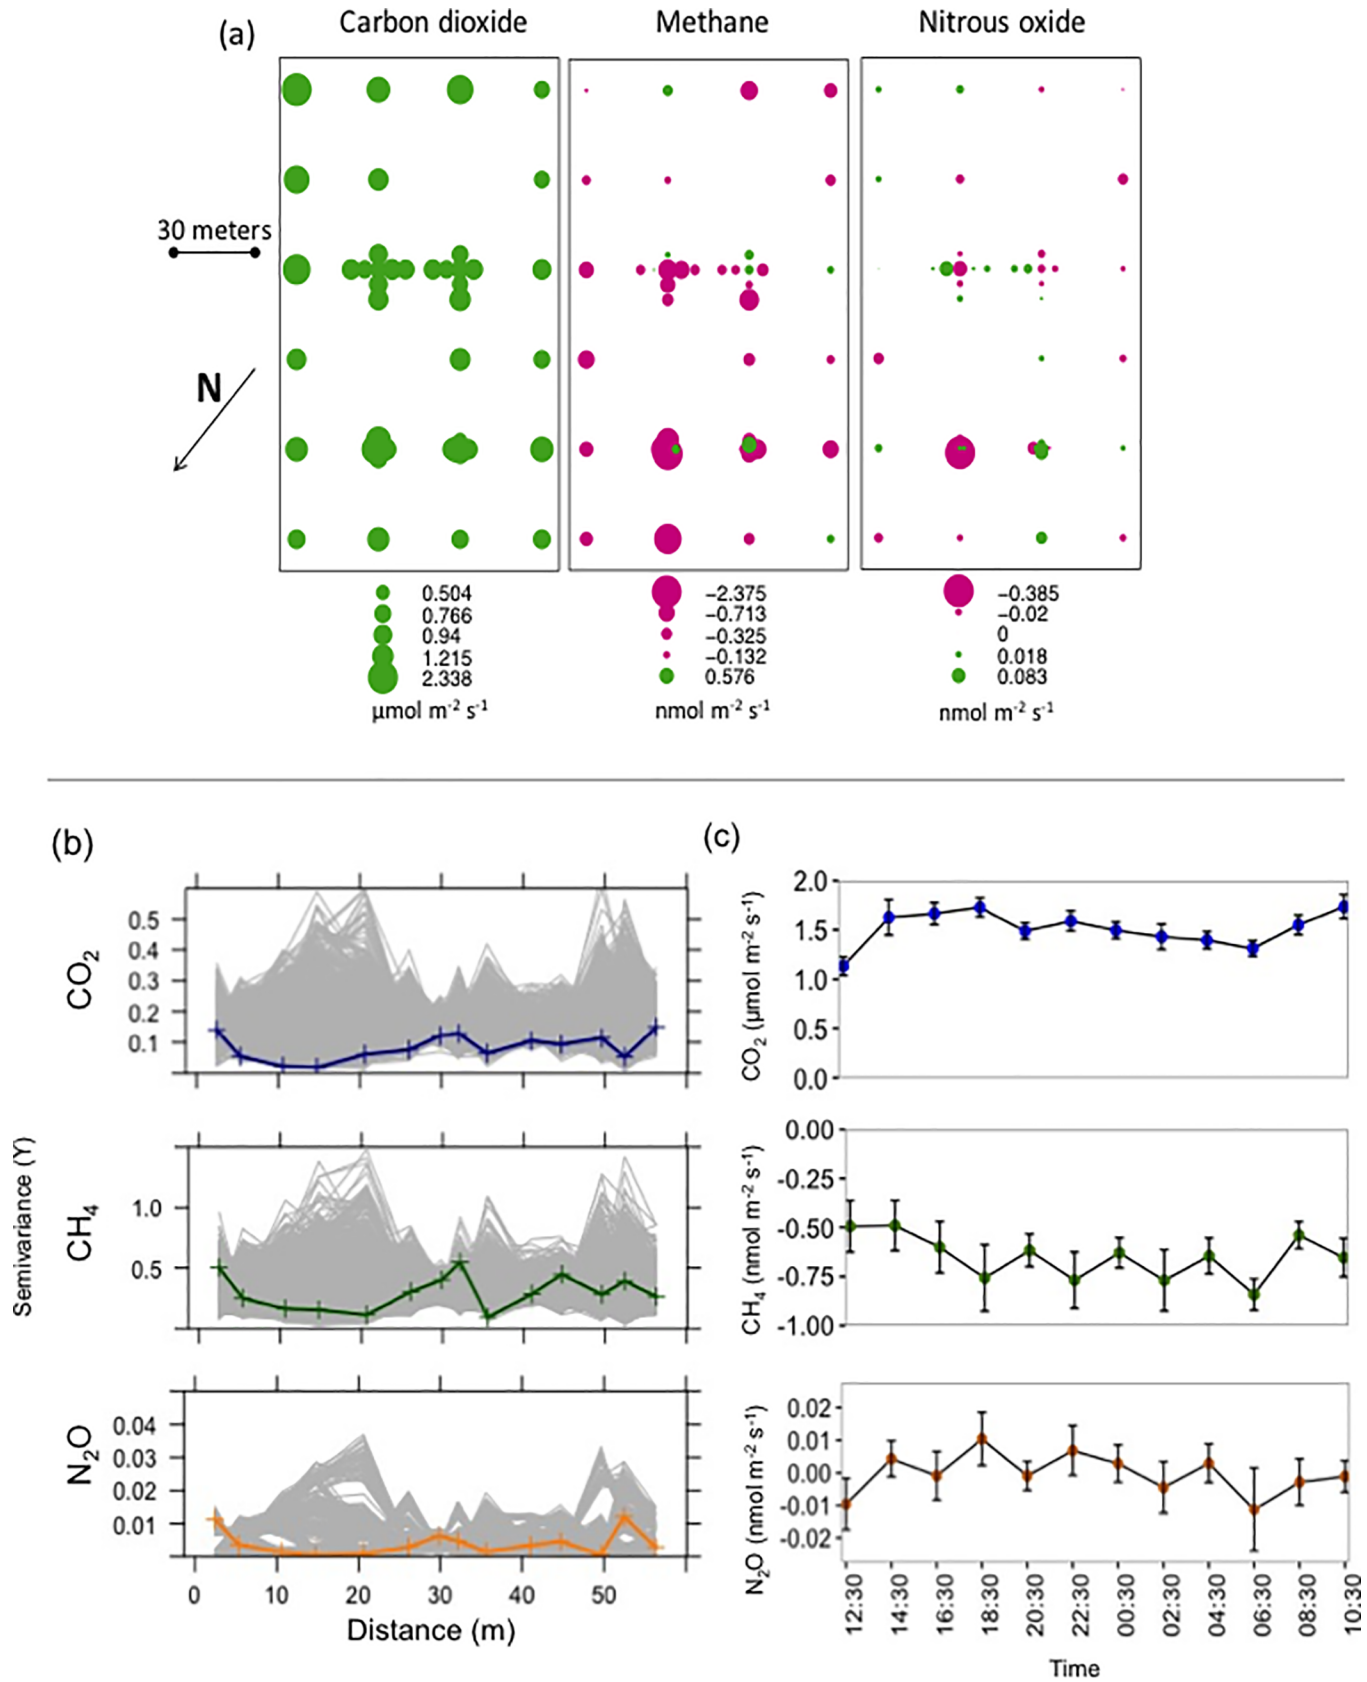 (a)
Carbon dioxide
Methane
Nitrous oxide
30 meters
N
0.504
0.766
0.94
1.215
2.338
µmol m-2 s-1
−2.375
−0.713
−0.325
−0.132
0.576
nmol m-2 s-1
−0.385
−0.02
0
0.018
0.083
nmol m-2 s-1
(b)
Semivariance (Y)
CO2
0.5
0.4
0.3
0.2
0.1
CH4
1.0
0.5
N2O
0.04
0.03
0.02
0.01
0 10 20 30 40 50
Distance (m)
(c)
CO2 (µmol m-2 s-1)
2.0
1.5
1.0
0.5
0.0
CH4 (nmol m-2 s-1)
0.00
-0.25
-0.50
-0.75
-1.00
N2O (nmol m-2 s-1)
0.02
0.01
0.00
-0.01
-0.02
12:30 14:30 16:30 18:30 20:30 22:30 00:30 02:30 04:30 06:30 08:30 10:30
Time